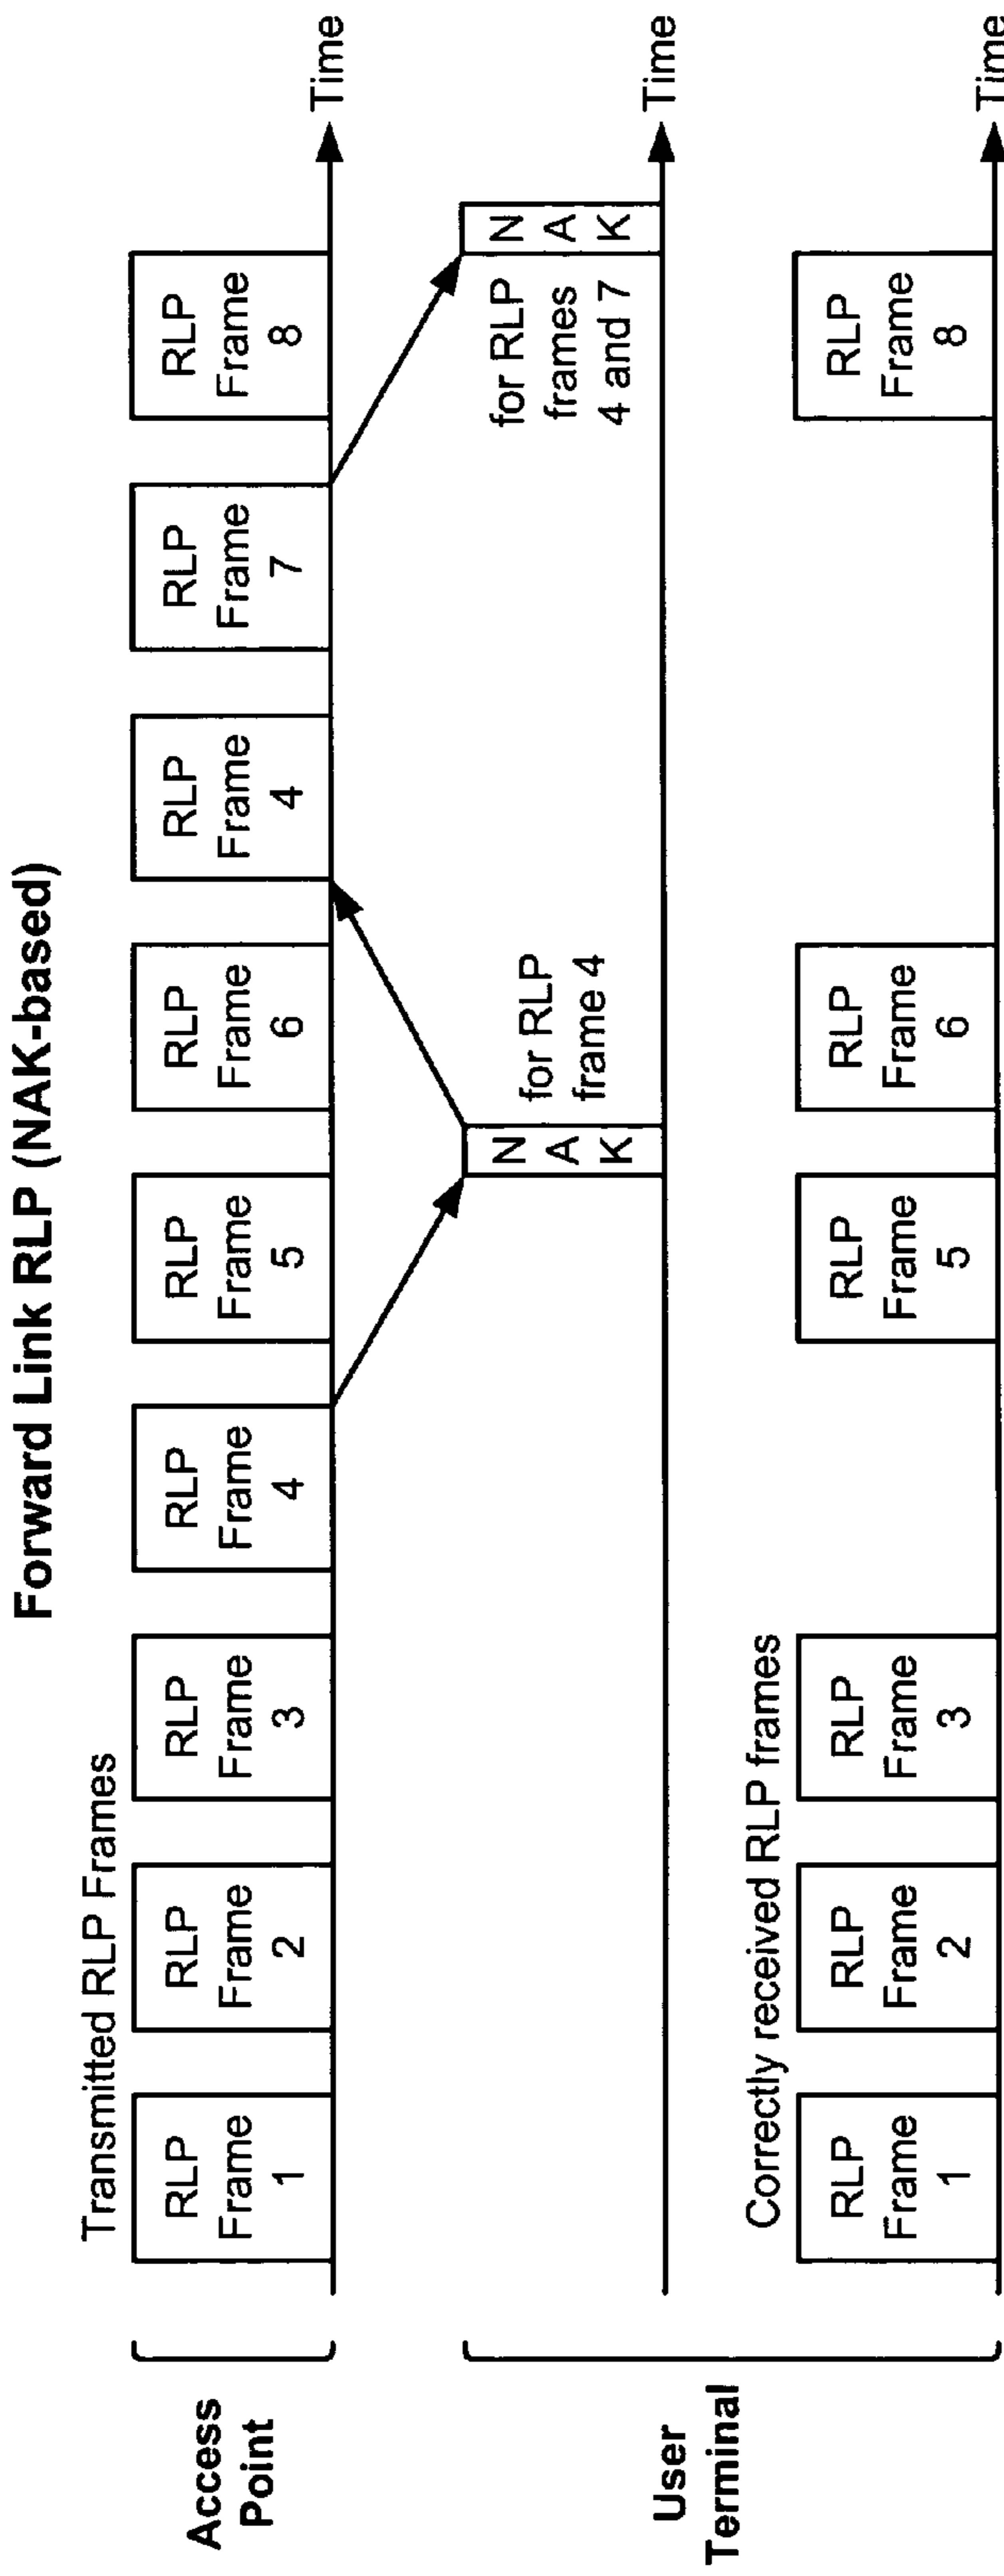 Forward Link RLP (NAK-based)
Transmitted RLP Frames
Access
Point
RLP
Frame
1
RLP
Frame
2
RLP
Frame
3
RLP
Frame
4
RLP
Frame
5
RLP
Frame
6
RLP
Frame
4
RLP
Frame
7
RLP
Frame
8
Time
User
Terminal
N
A
K
for RLP
frame 4
N
A
K
for RLP
frames
4 and 7
Time
Correctly received RLP frames
RLP
Frame
1
RLP
Frame
2
RLP
Frame
3
RLP
Frame
5
RLP
Frame
6
RLP
Frame
8
Time